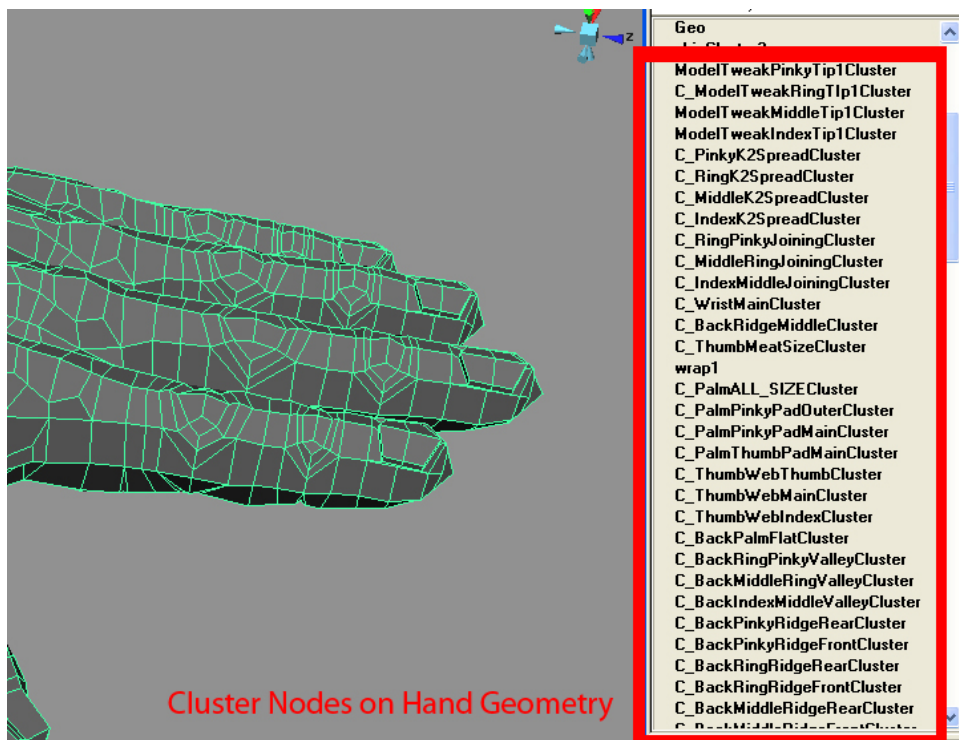 z
Geo
ModelTweakPinkyTip1Cluster
C_ModelTweakRingTIp1Cluster
ModelTweakMiddleTip1Cluster
ModelTweakIndexTip1Cluster
C_PinkyK2SpreadCluster
C_RingK2SpreadCluster
C_MiddleK2SpreadCluster
C_IndexK2SpreadCluster
C_RingPinkyJoiningCluster
C_MiddleRingJoiningCluster
C_IndexMiddleJoiningCluster
C_WristMainCluster
C_BackRidgeMiddleCluster
C_ThumbMeatSizeCluster
wrap1
C_PalmALL_SIZECluster
C_PalmPinkyPadOuterCluster
C_PalmPinkyPadMainCluster
C_PalmThumbPadMainCluster
C_ThumbWebThumbCluster
C_ThumbWebMainCluster
C_ThumbWebIndexCluster
C_BackPalmFlatCluster
C_BackRingPinkyValleyCluster
C_BackMiddleRingValleyCluster
C_BackIndexMiddleValleyCluster
C_BackPinkyRidgeRearCluster
C_BackPinkyRidgeFrontCluster
C_BackRingRidgeRearCluster
C_BackRingRidgeFrontCluster
C_BackMiddleRidgeRearCluster
C_BackMiddleRidgeFrontCluster
Cluster Nodes on Hand Geometry